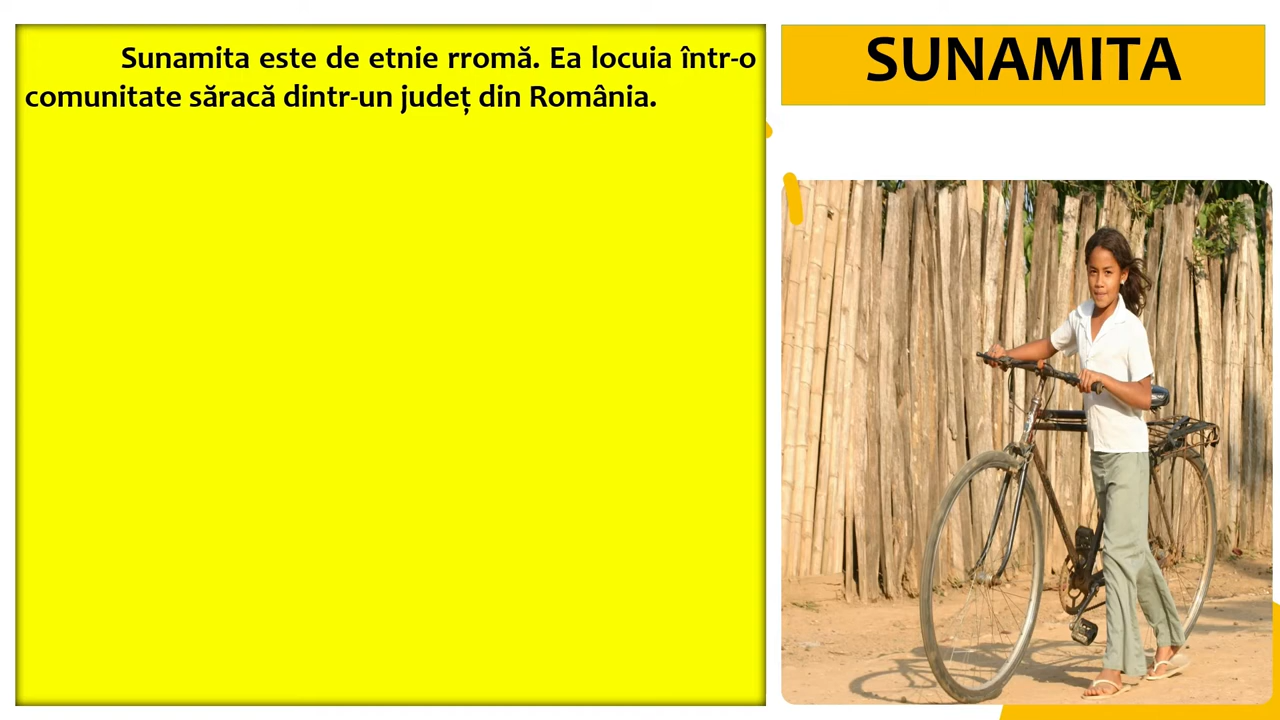 Sunamita este de etnie rromă. Ea locuia într-o
comunitate săracă dintr-un județ din România.
SUNAMITA